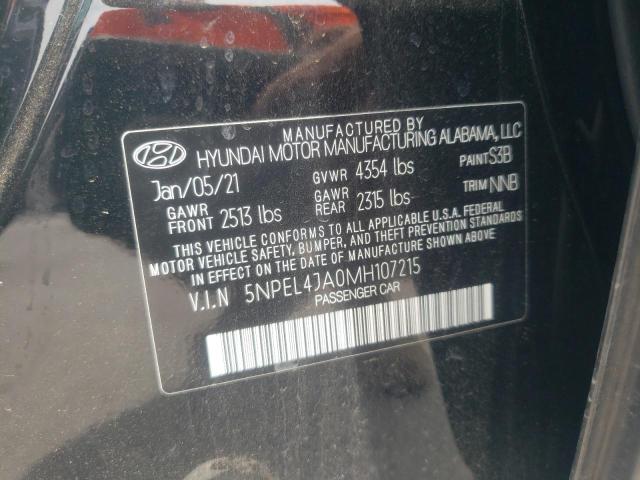 MANUFACTURED BY
HYUNDAI MOTOR MANUFACTURING ALABAMA, LLC
Jan/05/21 GVWR 4354 lbs PAINT S3B
GAWR FRONT 2513 lbs GAWR REAR 2315 lbs TRIM NNB
THIS VEHICLE CONFORMS TO ALL APPLICABLE U.S.A. FEDERAL
MOTOR VEHICLE SAFETY, BUMPER, AND THEFT PREVENTION STANDARDS
IN EFFECT ON THE DATE OF MANUFACTURE SHOWN ABOVE.
V.I.N 5NPEL4JA0MH107215
PASSENGER CAR